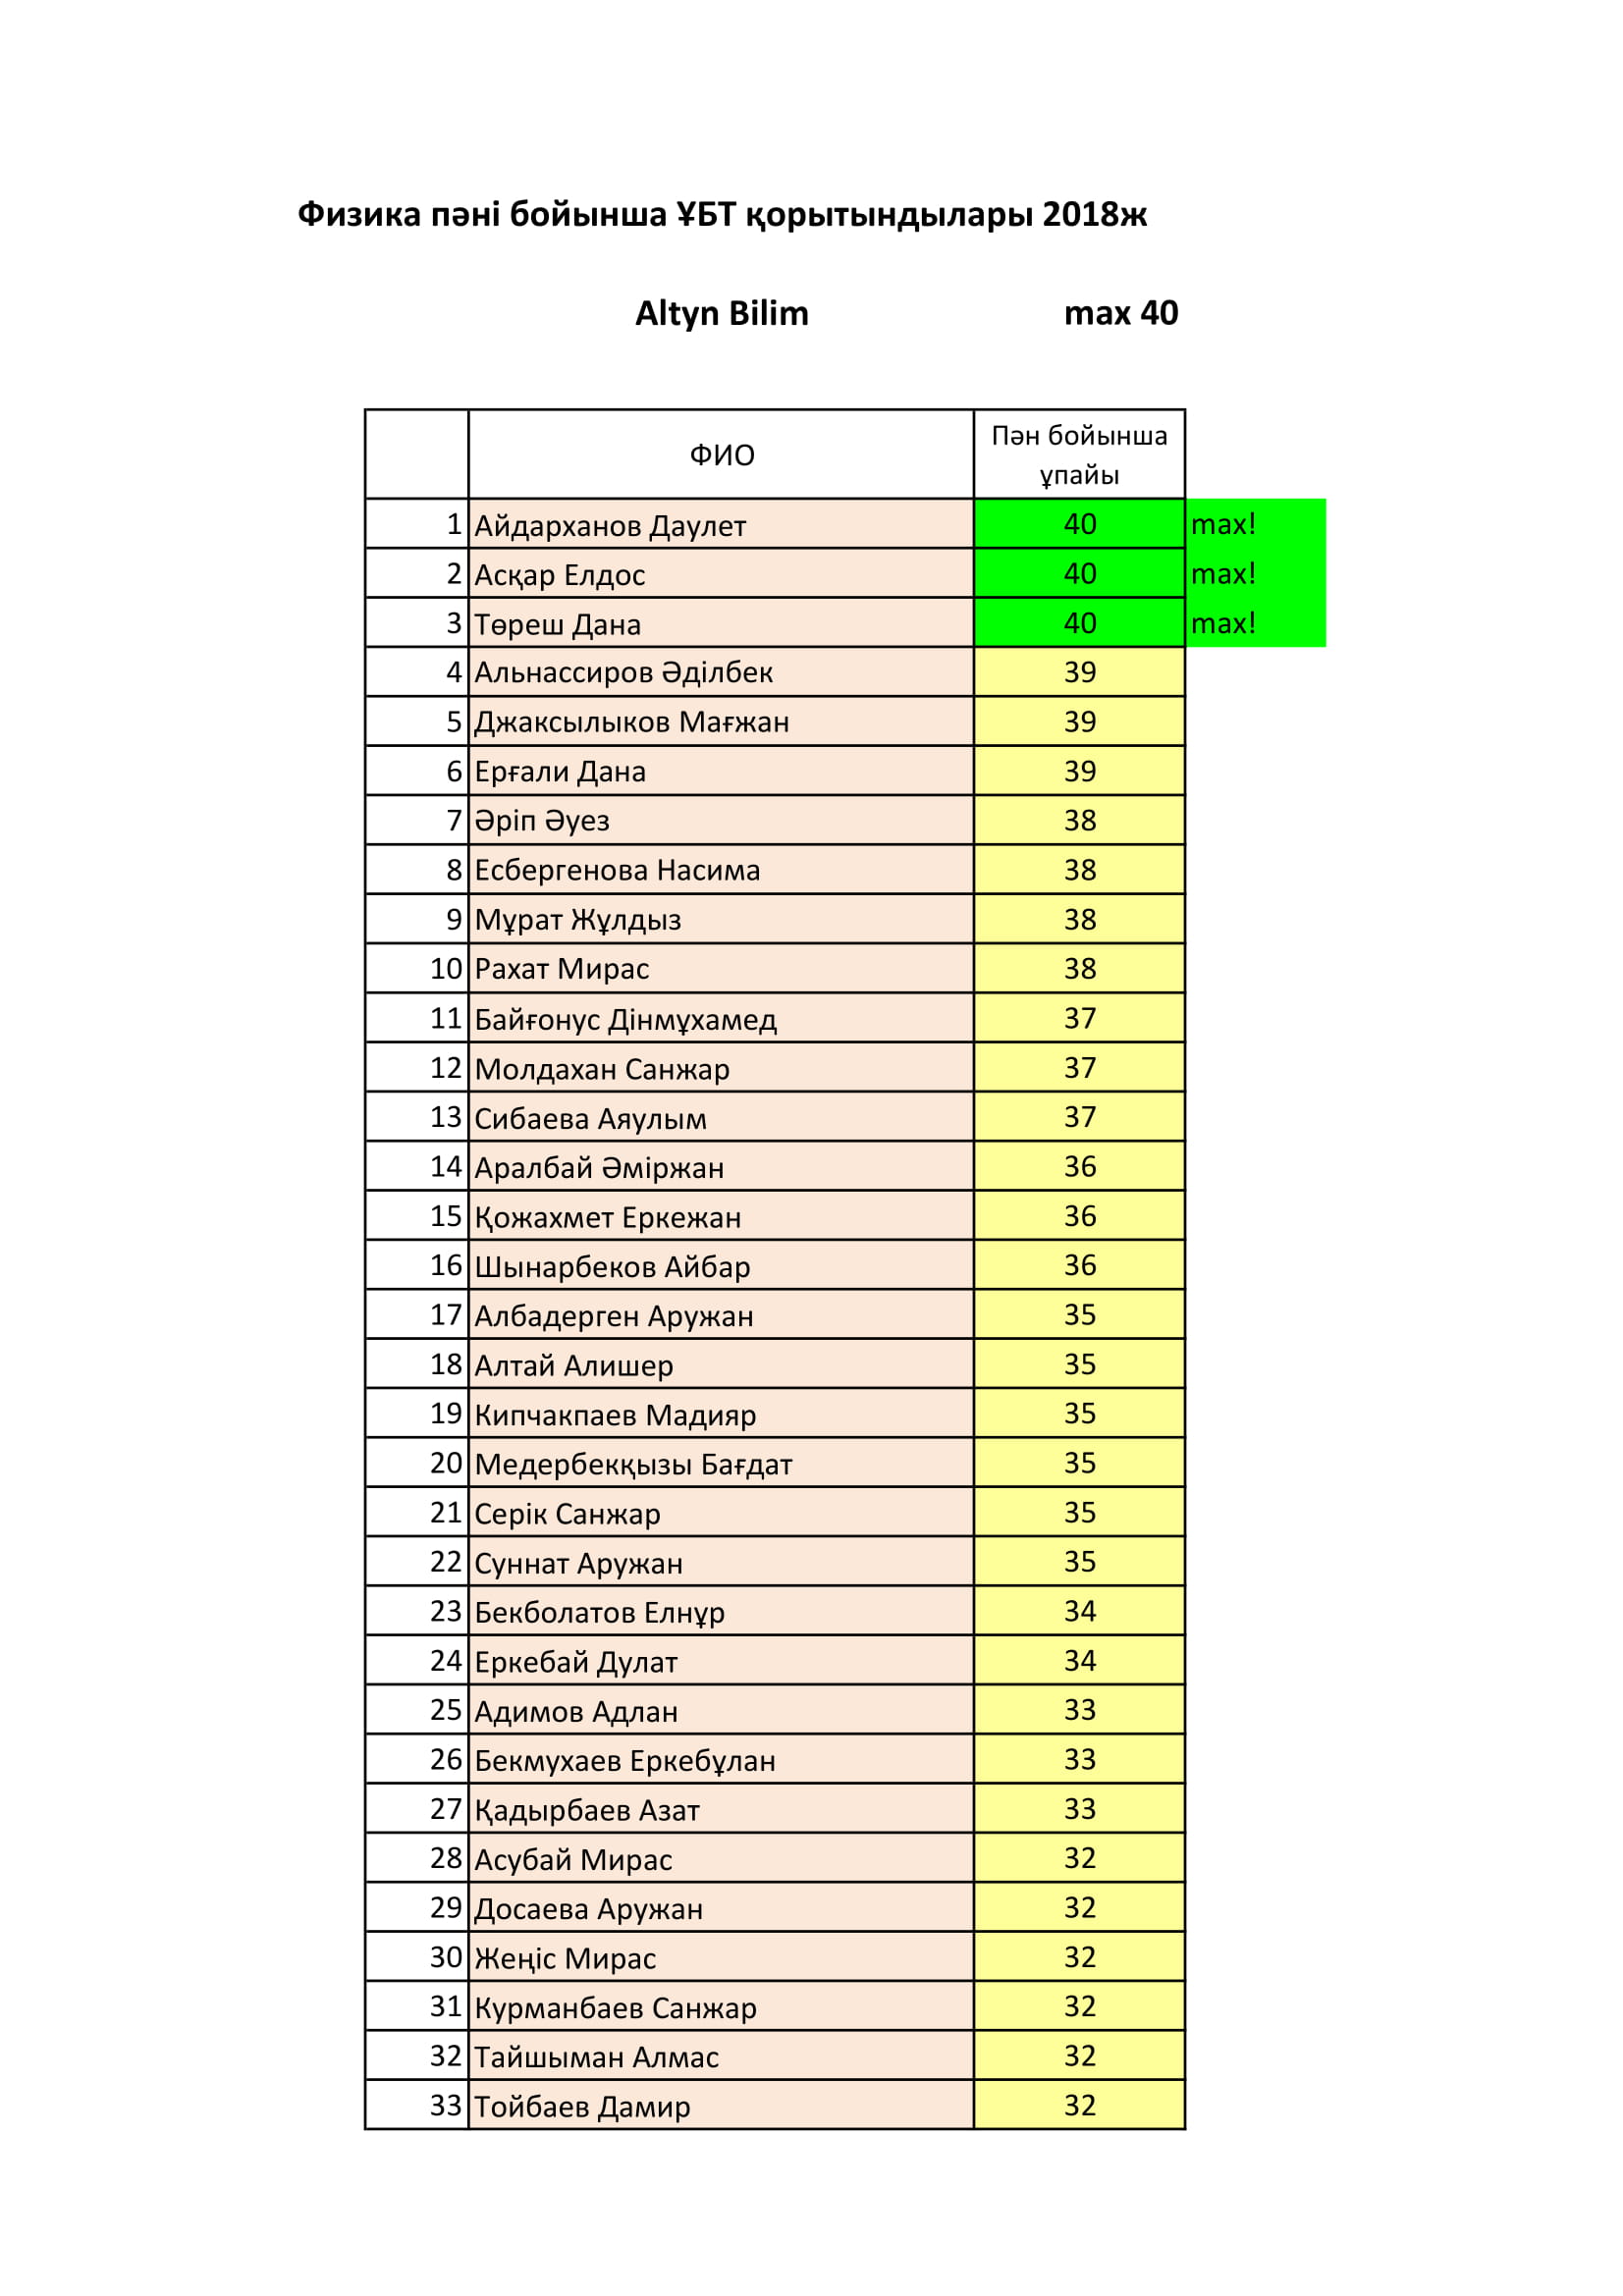 Физика пәні бойынша ҰБТ қорытындылары 2018ж
Altyn Bilim max 40
ФИО Пән бойынша ұпайы
1 Айдарханов Даулет 40 max!
2 Асқар Елдос 40 max!
3 Төреш Дана 40 max!
4 Альнассиров Әділбек 39
5 Джаксылыков Мағжан 39
6 Ерғали Дана 39
7 Әріп Әуез 38
8 Есбергенова Насима 38
9 Мұрат Жұлдыз 38
10 Рахат Мирас 38
11 Байғонус Дінмұхамед 37
12 Молдахан Санжар 37
13 Сибаева Аяулым 37
14 Аралбай Әміржан 36
15 Қожахмет Еркежан 36
16 Шынарбеков Айбар 36
17 Албадерген Аружан 35
18 Алтай Алишер 35
19 Кипчакпаев Мадияр 35
20 Медербекқызы Бағдат 35
21 Серік Санжар 35
22 Суннат Аружан 35
23 Бекболатов Елнұр 34
24 Еркебай Дулат 34
25 Адимов Адлан 33
26 Бекмухаев Еркебұлан 33
27 Қадырбаев Азат 33
28 Асубай Мирас 32
29 Досаева Аружан 32
30 Жеңіс Мирас 32
31 Курманбаев Санжар 32
32 Тайшыман Алмас 32
33 Тойбаев Дамир 32